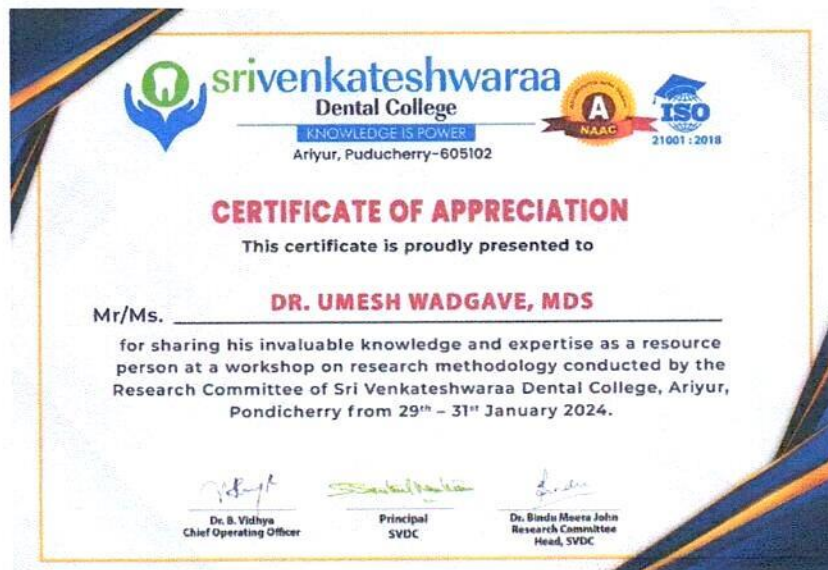 srivenkateshwaraa
Dental College
KNOWLEDGE IS POWER
Ariyur, Puducherry-605102
A
NAAC
ISO
21001 : 2018
CERTIFICATE OF APPRECIATION
This certificate is proudly presented to
Mr/Ms. DR. UMESH WADGAVE, MDS
for sharing his invaluable knowledge and expertise as a resource
person at a workshop on research methodology conducted by the
Research Committee of Sri Venkateshwaraa Dental College, Ariyur,
Pondicherry from 29th – 31st January 2024.
Dr. B. Vidhya
Chief Operating Officer
Principal
SVDC
Dr. Bindu Meera John
Research Committee
Head, SVDC